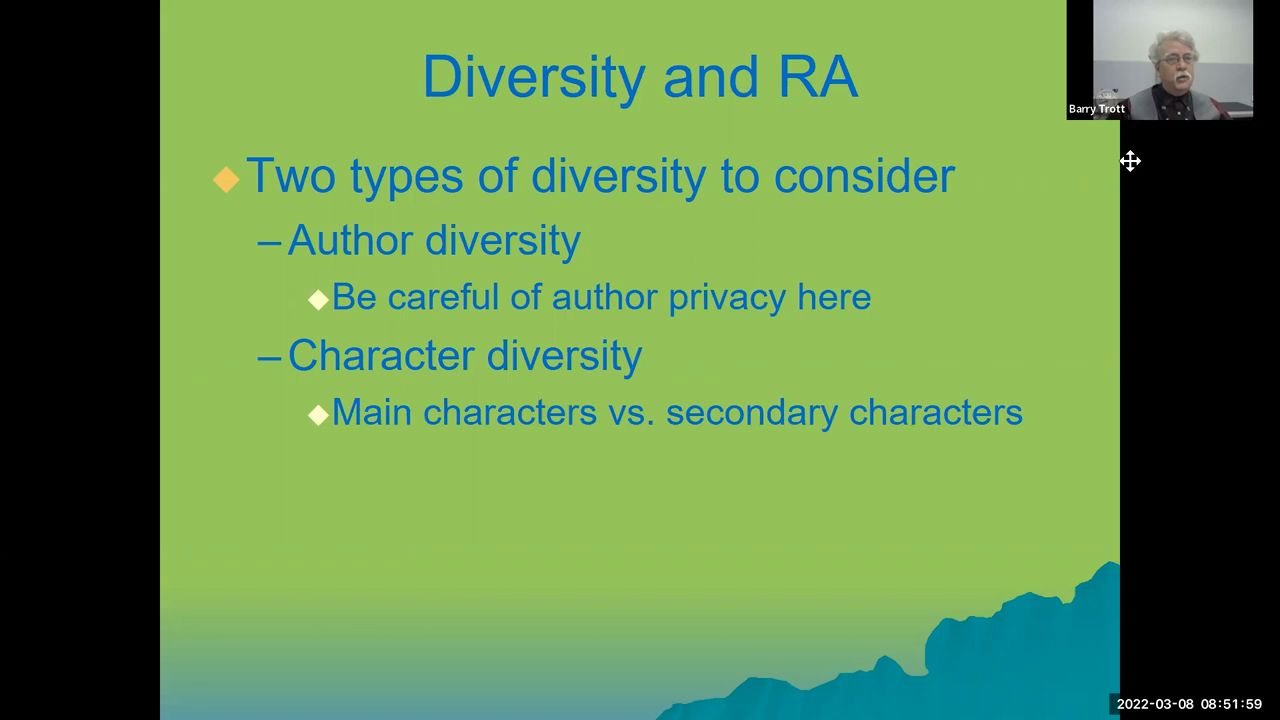 Diversity and RA
Two types of diversity to consider
– Author diversity
Be careful of author privacy here
– Character diversity
Main characters vs. secondary characters
Barry Trott
2022-03-08 08:51:59